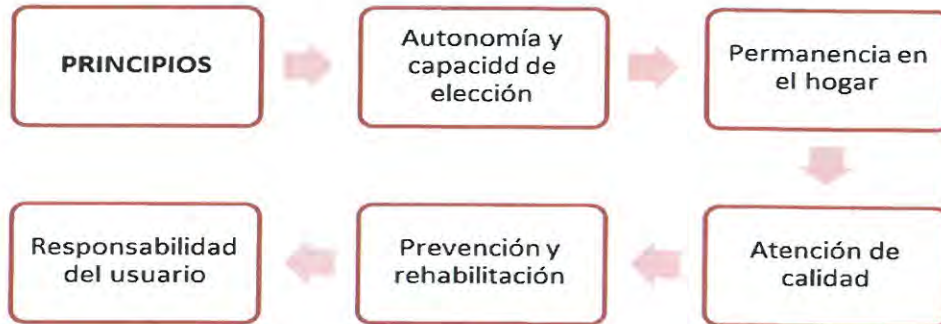 PRINCIPIOS
Autonomía y
capacidd de
elección
Permanencia en
el hogar
Atención de
calidad
Prevención y
rehabilitación
Responsabilidad
del usuario